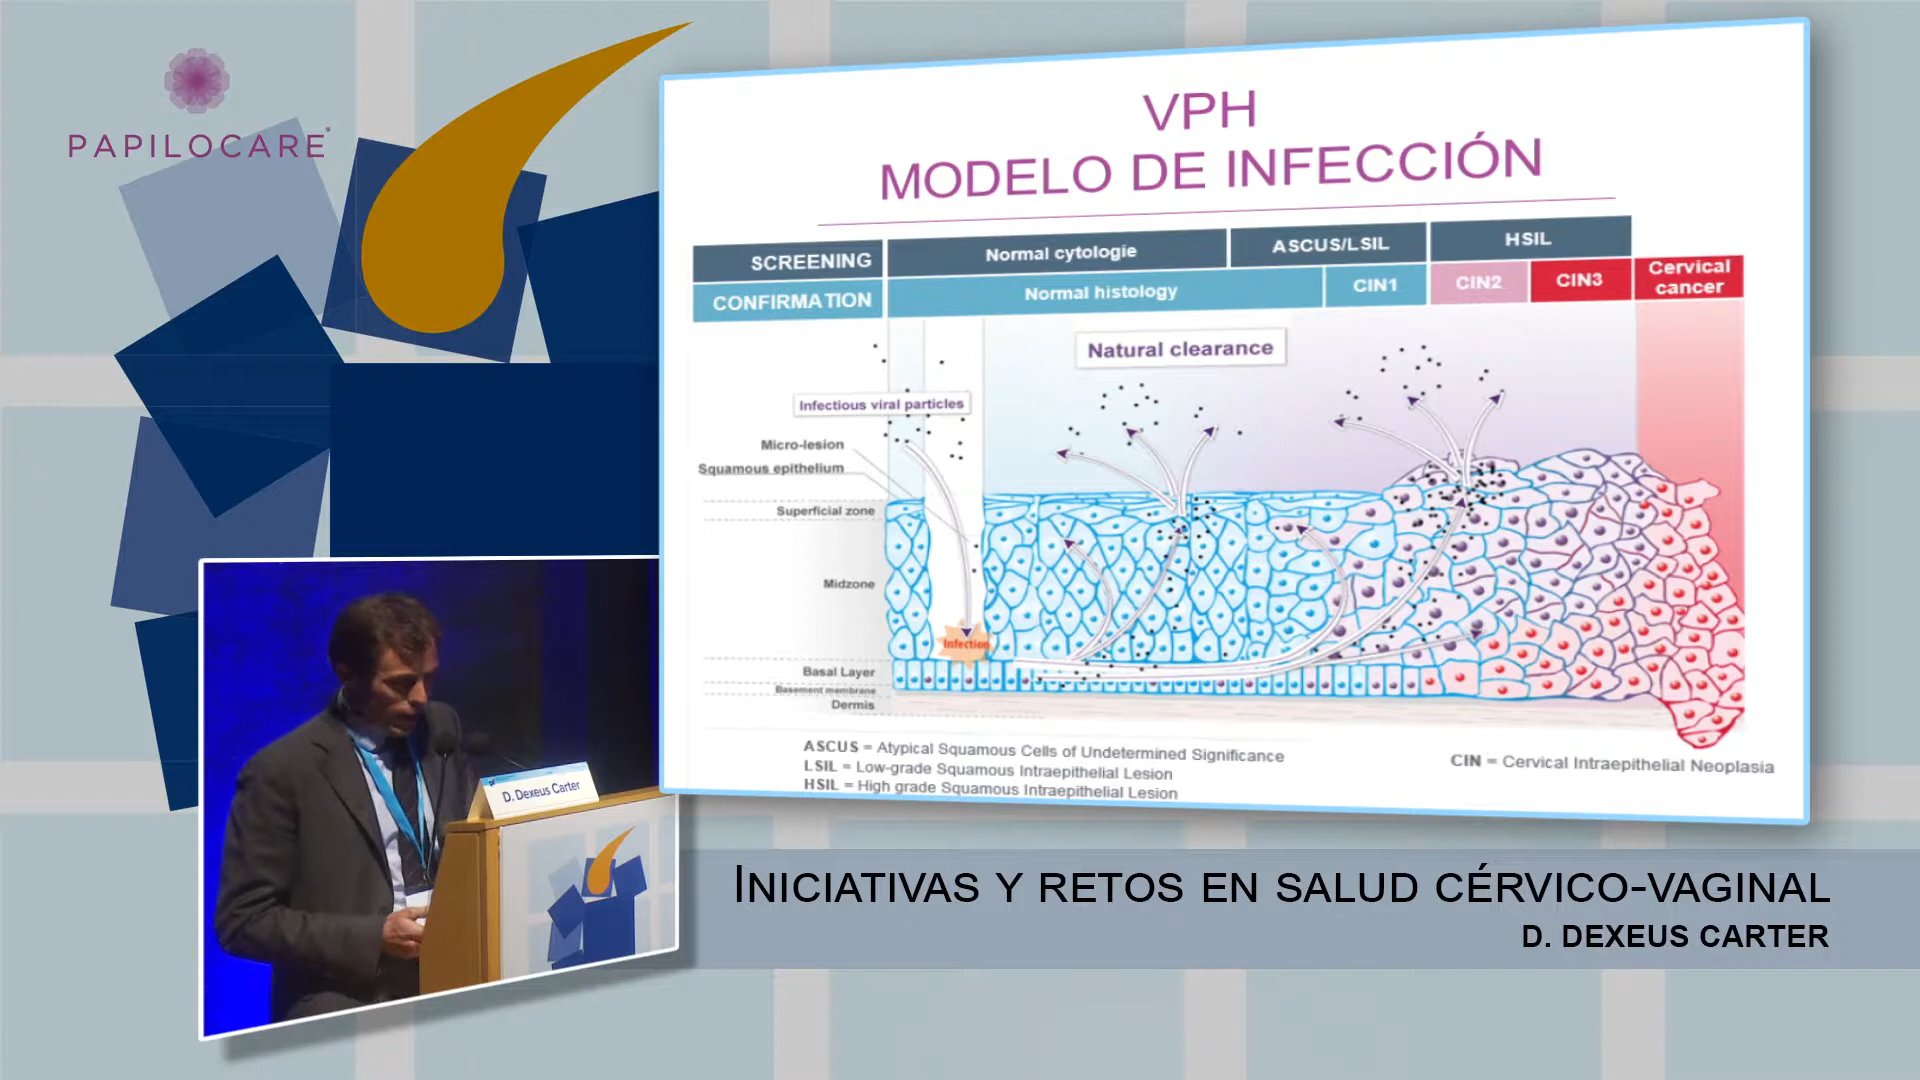 PAPILOCARE
VPH
MODELO DE INFECCIÓN
SCREENING
Normal cytologie
ASCUS/LSIL
HSIL
CONFIRMATION
Normal histology
CIN1
CIN2
CIN3
Cervical
cancer
Natural clearance
Infectious viral particles
Micro-lesion
Squamous epithelium
Superficial zone
Midzone
Infection
Basal Layer
Basement membrane
Dermis
ASCUS = Atypical Squamous Cells of Undetermined Significance
LSIL = Low-grade Squamous Intraepithelial Lesion
HSIL = High grade Squamous Intraepithelial Lesion
CIN = Cervical Intraepithelial Neoplasia
D. Dexeus Carter
INICIATIVAS Y RETOS EN SALUD CÉRVICO-VAGINAL
D. DEXEUS CARTER